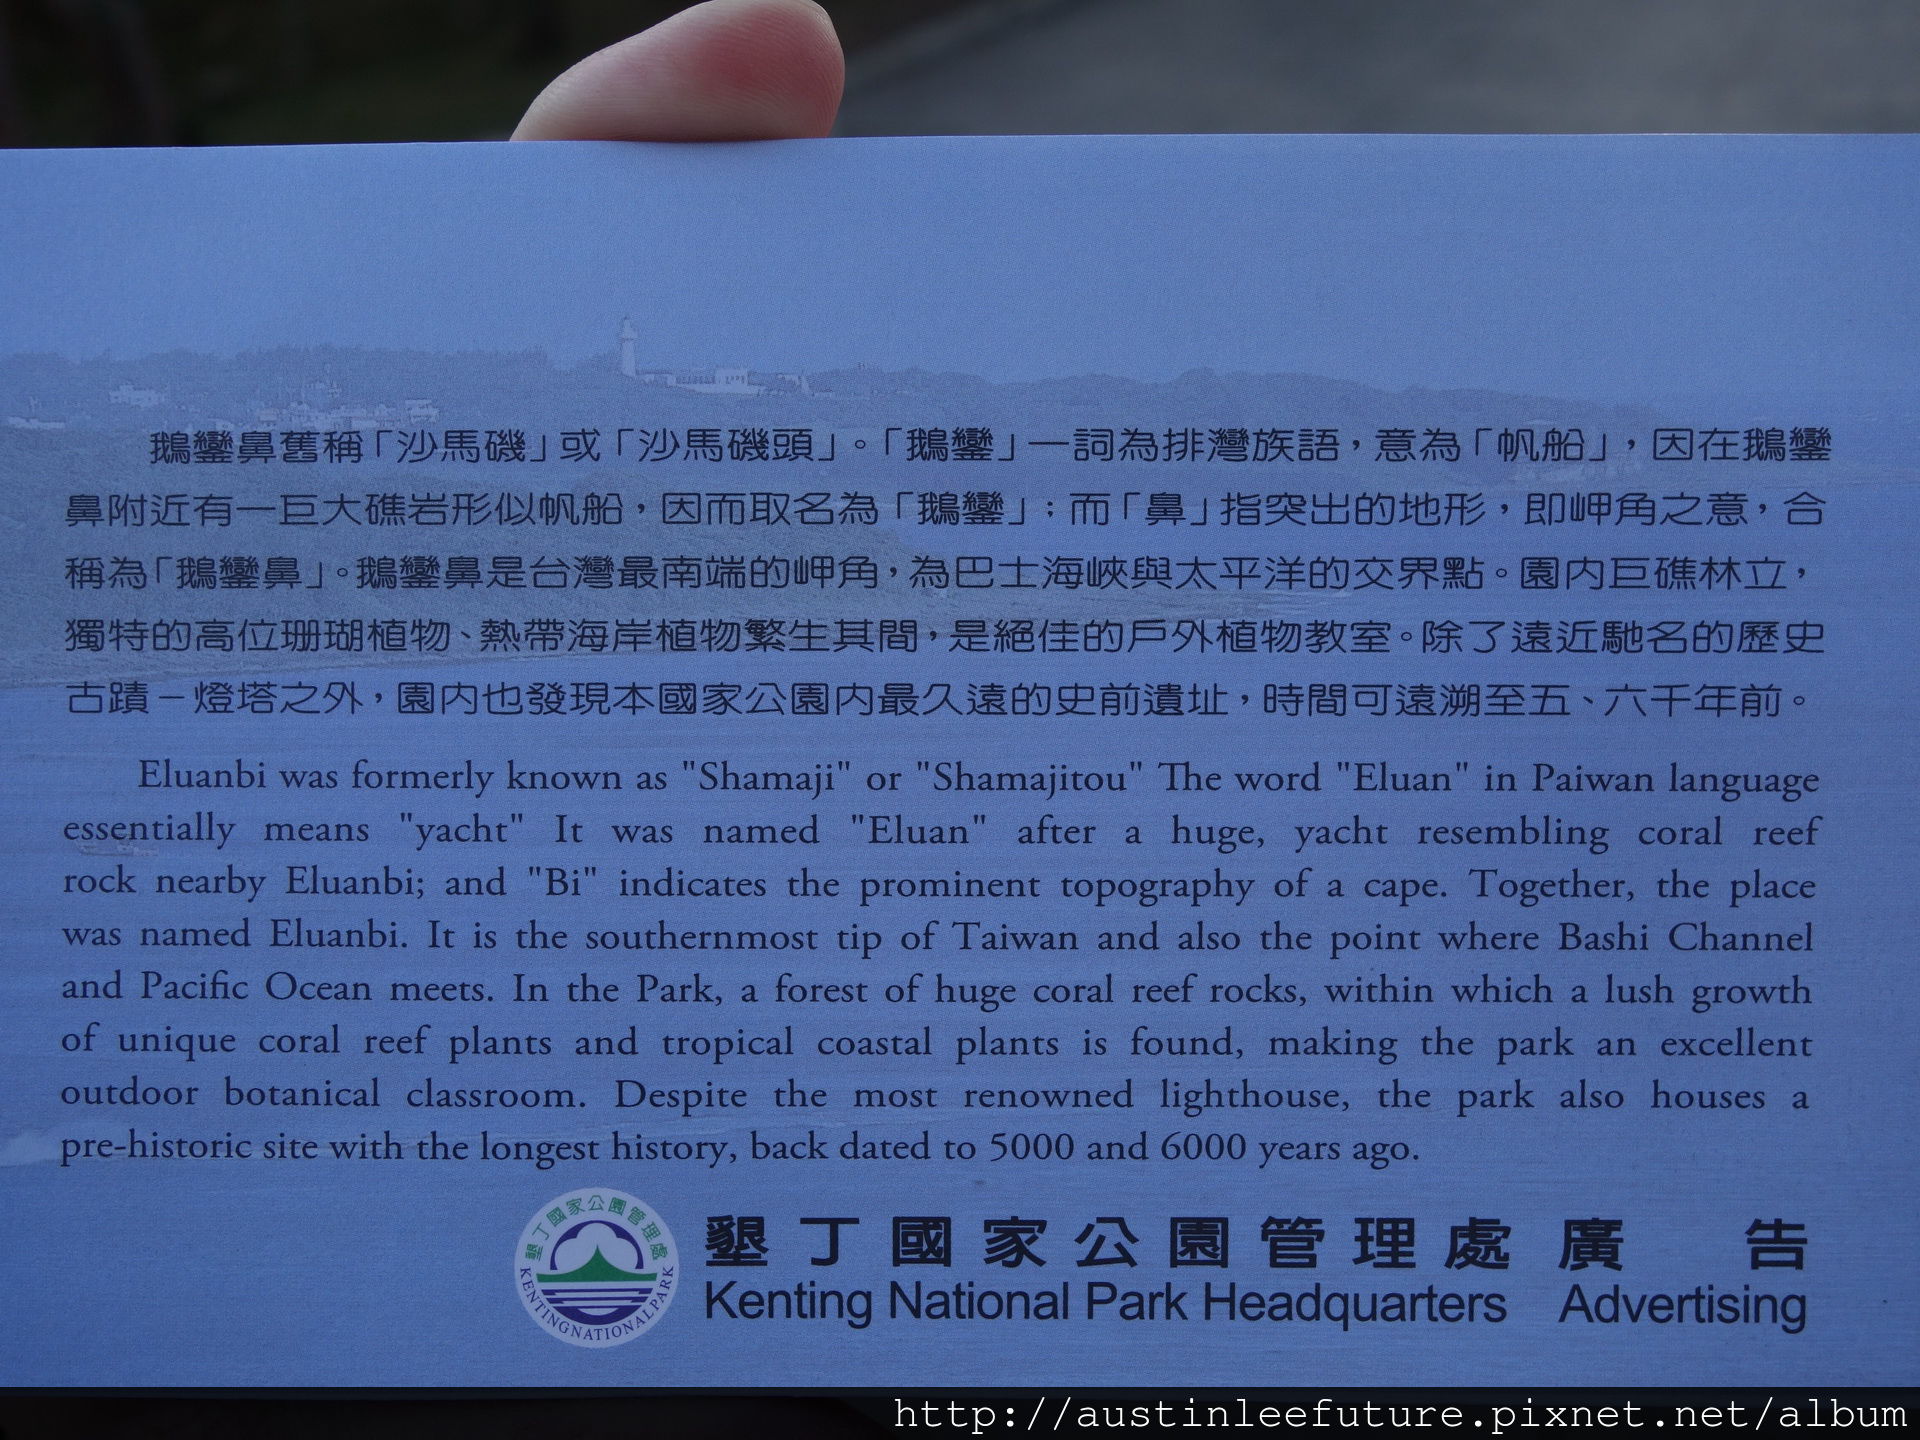 鵝鑾鼻舊稱「沙馬磯」或「沙馬磯頭」。「鵝鑾」一詞為排灣族語，意為「帆船」，因在鵝鑾
鼻附近有一巨大礁岩形似帆船，因而取名為「鵝鑾」；而「鼻」指突出的地形，即岬角之意，合
稱為「鵝鑾鼻」。鵝鑾鼻是台灣最南端的岬角，為巴士海峽與太平洋的交界點。園內巨礁林立，
獨特的高位珊瑚植物、熱帶海岸植物繁生其間，是絕佳的戶外植物教室。除了遠近馳名的歷史
古蹟－燈塔之外，園內也發現本國家公園內最久遠的史前遺址，時間可遠溯至五、六千年前。
Eluanbi was formerly known as "Shamaji" or "Shamajitou" The word "Eluan" in Paiwan language
essentially means "yacht" It was named "Eluan" after a huge, yacht resembling coral reef
rock nearby Eluanbi; and "Bi" indicates the prominent topography of a cape. Together, the place
was named Eluanbi. It is the southernmost tip of Taiwan and also the point where Bashi Channel
and Pacific Ocean meets. In the Park, a forest of huge coral reef rocks, within which a lush growth
of unique coral reef plants and tropical coastal plants is found, making the park an excellent
outdoor botanical classroom. Despite the most renowned lighthouse, the park also houses a
pre-historic site with the longest history, back dated to 5000 and 6000 years ago.
墾丁國家公園管理處
KENTING NATIONAL PARK
墾丁國家公園管理處 廣告
Kenting National Park Headquarters Advertising
http://austinleefuture.pixnet.net/album